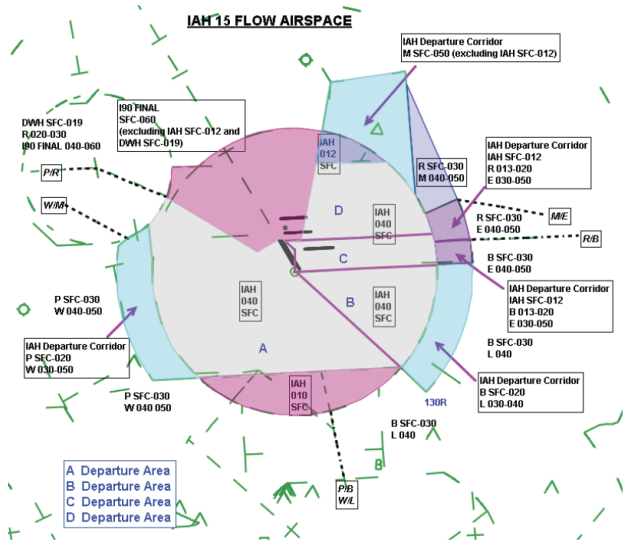 IAH 15 FLOW AIRSPACE
IAH Departure Corridor
M SFC-050 (excluding IAH SFC-012)
I90 FINAL
SFC-060
(excluding IAH SFC-012 and
DWH SFC-019)
DWH SFC-019
R 020-030
I90 FINAL 040-060
P/R
W/M
IAH
012
SFC
R SFC-030
M 040-050
IAH Departure Corridor
IAH SFC-012
R 013-020
E 030-050
D
IAH
040
SFC
R SFC-030
E 040-050
M/E
R/B
C
B SFC-030
E 040-050
IAH Departure Corridor
IAH SFC-012
B 013-020
E 030-050
IAH
040
SFC
B
IAH
040
SFC
P SFC-030
W 040-050
IAH Departure Corridor
P SFC-020
W 030-050
A
B SFC-030
L 040
IAH Departure Corridor
B SFC-020
L 030-040
IAH
010
SFC
P SFC-030
W 040-050
130R
B SFC-030
L 040
P/B
W/L
A Departure Area
B Departure Area
C Departure Area
D Departure Area